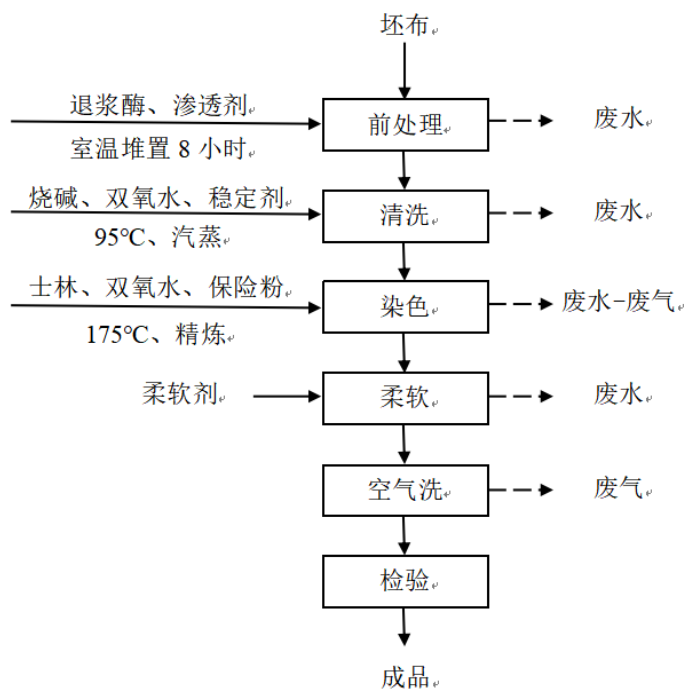 坯布
退浆酶、渗透剂
室温堆置 8 小时
前处理
废水
烧碱、双氧水、稳定剂
95℃、汽蒸
清洗
废水
士林、双氧水、保险粉
175℃、精炼
染色
废水-废气
柔软剂
柔软
废水
空气洗
废气
检验
成品